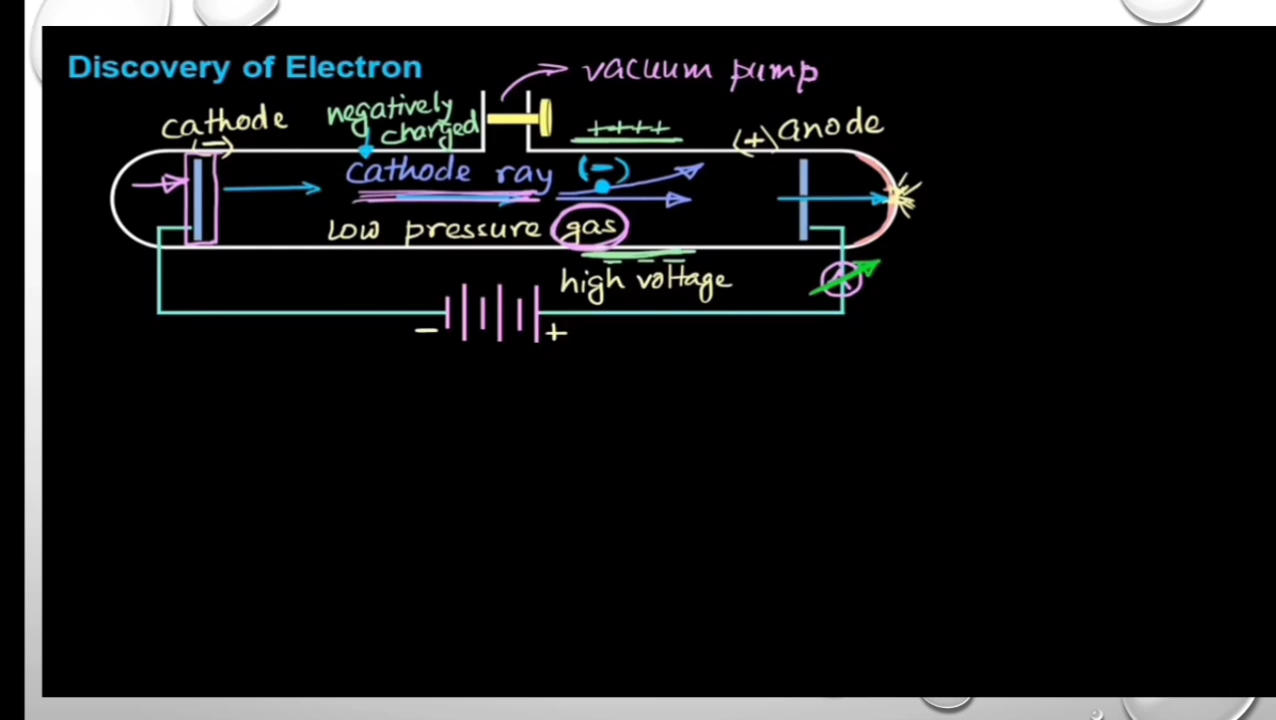 Discovery of Electron
vacuum pump
cathode
(-)
negatively
charged
++++
(+) anode
cathode ray (-)
Low pressure gas
- - -
high voltage
A
- +